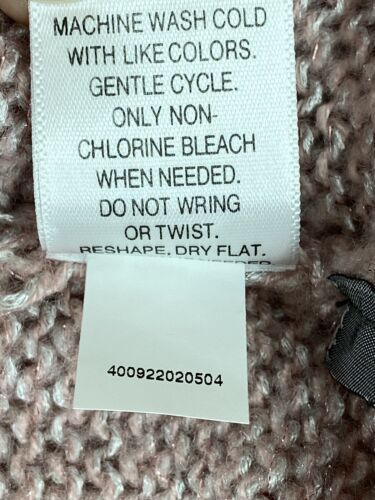 MACHINE WASH COLD
WITH LIKE COLORS.
GENTLE CYCLE.
ONLY NON-
CHLORINE BLEACH
WHEN NEEDED.
DO NOT WRING
OR TWIST.
RESHAPE, DRY FLAT.
400922020504